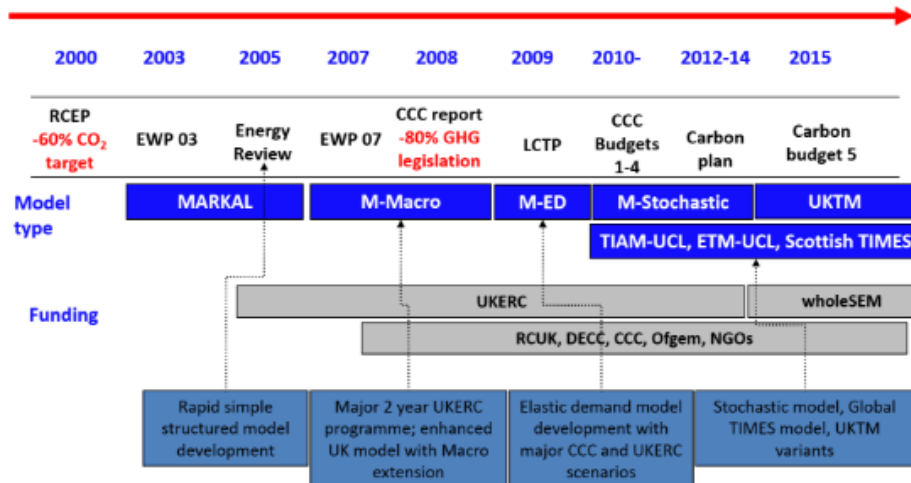 2000 2003 2005 2007 2008 2009 2010- 2012-14 2015
RCEP
-60% CO₂
target
EWP 03
Energy
Review
EWP 07
CCC report
-80% GHG
legislation
LCTP
CCC
Budgets
1-4
Carbon
plan
Carbon
budget 5
Model
type
MARKAL
M-Macro
M-ED
M-Stochastic
UKTM
TIAM-UCL, ETM-UCL, Scottish TIMES
Funding
UKERC
wholeSEM
RCUK, DECC, CCC, Ofgem, NGOs
Rapid simple
structured model
development
Major 2 year UKERC
programme; enhanced
UK model with Macro
extension
Elastic demand model
development with
major CCC and UKERC
scenarios
Stochastic model, Global
TIMES model, UKTM
variants